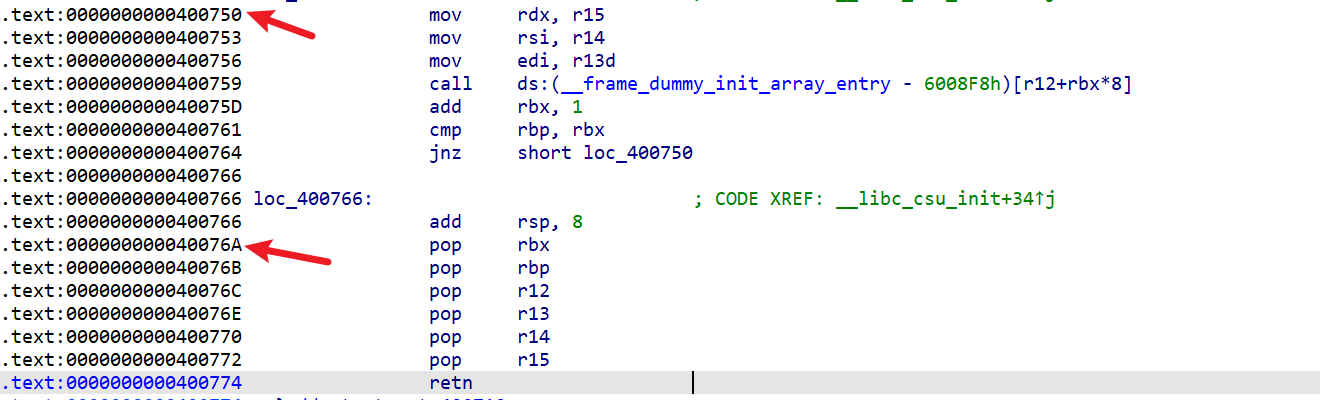 .text:0000000000400750 mov rdx, r15
.text:0000000000400753 mov rsi, r14
.text:0000000000400756 mov edi, r13d
.text:0000000000400759 call ds:(__frame_dummy_init_array_entry - 6008F8h)[r12+rbx*8]
.text:000000000040075D add rbx, 1
.text:0000000000400761 cmp rbp, rbx
.text:0000000000400764 jnz short loc_400750
.text:0000000000400766
.text:0000000000400766 loc_400766: ; CODE XREF: __libc_csu_init+34↑j
.text:0000000000400766 add rsp, 8
.text:000000000040076A pop rbx
.text:000000000040076B pop rbp
.text:000000000040076C pop r12
.text:000000000040076E pop r13
.text:0000000000400770 pop r14
.text:0000000000400772 pop r15
.text:0000000000400774 retn